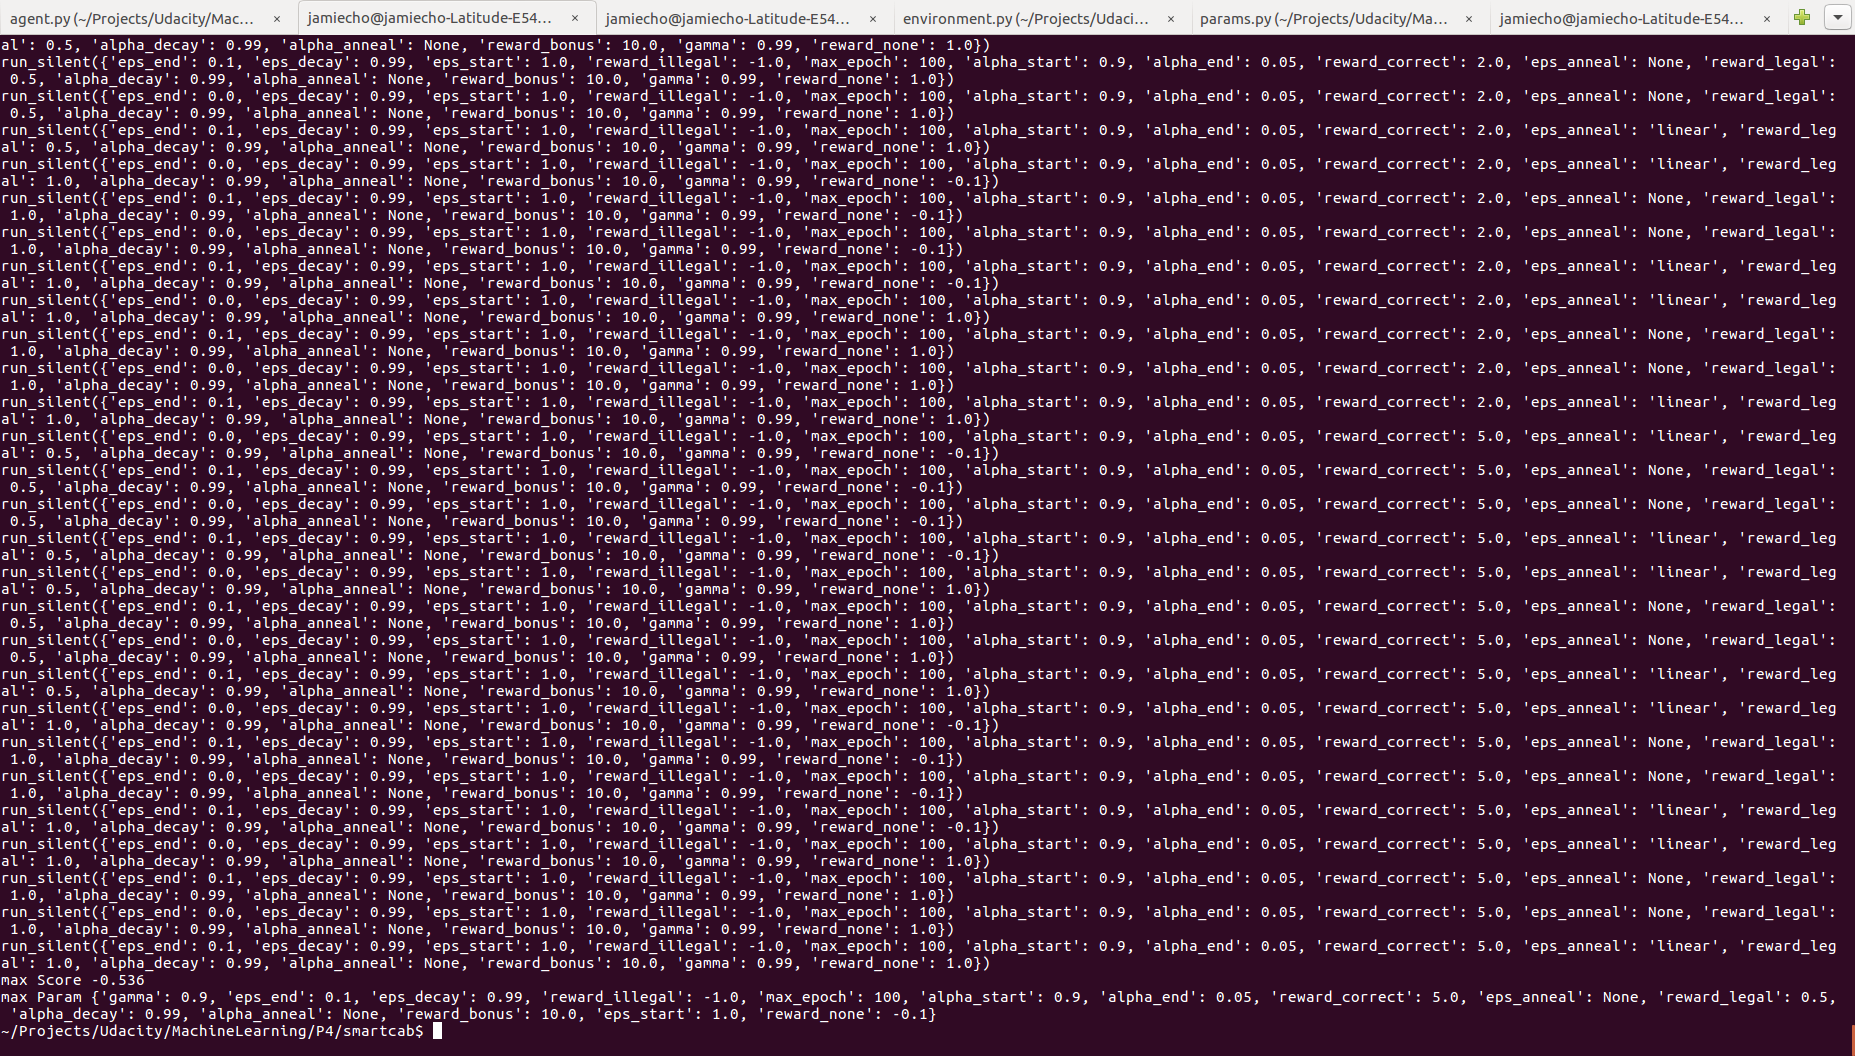 agent.py (~/Projects/Udacity/Mac... × jamiecho@jamiecho-Latitude-E54... × jamiecho@jamiecho-Latitude-E54... × environment.py (~/Projects/Udaci... × params.py (~/Projects/Udacity/Ma... × jamiecho@jamiecho-Latitude-E54... ×
al': 0.5, 'alpha_decay': 0.99, 'alpha_anneal': None, 'reward_bonus': 10.0, 'gamma': 0.99, 'reward_none': 1.0})
run_silent({'eps_end': 0.1, 'eps_decay': 0.99, 'eps_start': 1.0, 'reward_illegal': -1.0, 'max_epoch': 100, 'alpha_start': 0.9, 'alpha_end': 0.05, 'reward_correct': 2.0, 'eps_anneal': None, 'reward_legal':
 0.5, 'alpha_decay': 0.99, 'alpha_anneal': None, 'reward_bonus': 10.0, 'gamma': 0.99, 'reward_none': 1.0})
run_silent({'eps_end': 0.0, 'eps_decay': 0.99, 'eps_start': 1.0, 'reward_illegal': -1.0, 'max_epoch': 100, 'alpha_start': 0.9, 'alpha_end': 0.05, 'reward_correct': 2.0, 'eps_anneal': None, 'reward_legal':
 0.5, 'alpha_decay': 0.99, 'alpha_anneal': None, 'reward_bonus': 10.0, 'gamma': 0.99, 'reward_none': 1.0})
run_silent({'eps_end': 0.1, 'eps_decay': 0.99, 'eps_start': 1.0, 'reward_illegal': -1.0, 'max_epoch': 100, 'alpha_start': 0.9, 'alpha_end': 0.05, 'reward_correct': 2.0, 'eps_anneal': 'linear', 'reward_leg
al': 0.5, 'alpha_decay': 0.99, 'alpha_anneal': None, 'reward_bonus': 10.0, 'gamma': 0.99, 'reward_none': 1.0})
run_silent({'eps_end': 0.0, 'eps_decay': 0.99, 'eps_start': 1.0, 'reward_illegal': -1.0, 'max_epoch': 100, 'alpha_start': 0.9, 'alpha_end': 0.05, 'reward_correct': 2.0, 'eps_anneal': 'linear', 'reward_leg
al': 1.0, 'alpha_decay': 0.99, 'alpha_anneal': None, 'reward_bonus': 10.0, 'gamma': 0.99, 'reward_none': -0.1})
run_silent({'eps_end': 0.1, 'eps_decay': 0.99, 'eps_start': 1.0, 'reward_illegal': -1.0, 'max_epoch': 100, 'alpha_start': 0.9, 'alpha_end': 0.05, 'reward_correct': 2.0, 'eps_anneal': None, 'reward_legal':
 1.0, 'alpha_decay': 0.99, 'alpha_anneal': None, 'reward_bonus': 10.0, 'gamma': 0.99, 'reward_none': -0.1})
run_silent({'eps_end': 0.0, 'eps_decay': 0.99, 'eps_start': 1.0, 'reward_illegal': -1.0, 'max_epoch': 100, 'alpha_start': 0.9, 'alpha_end': 0.05, 'reward_correct': 2.0, 'eps_anneal': None, 'reward_legal':
 1.0, 'alpha_decay': 0.99, 'alpha_anneal': None, 'reward_bonus': 10.0, 'gamma': 0.99, 'reward_none': -0.1})
run_silent({'eps_end': 0.1, 'eps_decay': 0.99, 'eps_start': 1.0, 'reward_illegal': -1.0, 'max_epoch': 100, 'alpha_start': 0.9, 'alpha_end': 0.05, 'reward_correct': 2.0, 'eps_anneal': 'linear', 'reward_leg
al': 1.0, 'alpha_decay': 0.99, 'alpha_anneal': None, 'reward_bonus': 10.0, 'gamma': 0.99, 'reward_none': -0.1})
run_silent({'eps_end': 0.0, 'eps_decay': 0.99, 'eps_start': 1.0, 'reward_illegal': -1.0, 'max_epoch': 100, 'alpha_start': 0.9, 'alpha_end': 0.05, 'reward_correct': 2.0, 'eps_anneal': 'linear', 'reward_leg
al': 1.0, 'alpha_decay': 0.99, 'alpha_anneal': None, 'reward_bonus': 10.0, 'gamma': 0.99, 'reward_none': 1.0})
run_silent({'eps_end': 0.1, 'eps_decay': 0.99, 'eps_start': 1.0, 'reward_illegal': -1.0, 'max_epoch': 100, 'alpha_start': 0.9, 'alpha_end': 0.05, 'reward_correct': 2.0, 'eps_anneal': None, 'reward_legal':
 1.0, 'alpha_decay': 0.99, 'alpha_anneal': None, 'reward_bonus': 10.0, 'gamma': 0.99, 'reward_none': 1.0})
run_silent({'eps_end': 0.0, 'eps_decay': 0.99, 'eps_start': 1.0, 'reward_illegal': -1.0, 'max_epoch': 100, 'alpha_start': 0.9, 'alpha_end': 0.05, 'reward_correct': 2.0, 'eps_anneal': None, 'reward_legal':
 1.0, 'alpha_decay': 0.99, 'alpha_anneal': None, 'reward_bonus': 10.0, 'gamma': 0.99, 'reward_none': 1.0})
run_silent({'eps_end': 0.1, 'eps_decay': 0.99, 'eps_start': 1.0, 'reward_illegal': -1.0, 'max_epoch': 100, 'alpha_start': 0.9, 'alpha_end': 0.05, 'reward_correct': 2.0, 'eps_anneal': 'linear', 'reward_leg
al': 1.0, 'alpha_decay': 0.99, 'alpha_anneal': None, 'reward_bonus': 10.0, 'gamma': 0.99, 'reward_none': 1.0})
run_silent({'eps_end': 0.0, 'eps_decay': 0.99, 'eps_start': 1.0, 'reward_illegal': -1.0, 'max_epoch': 100, 'alpha_start': 0.9, 'alpha_end': 0.05, 'reward_correct': 5.0, 'eps_anneal': 'linear', 'reward_leg
al': 0.5, 'alpha_decay': 0.99, 'alpha_anneal': None, 'reward_bonus': 10.0, 'gamma': 0.99, 'reward_none': -0.1})
run_silent({'eps_end': 0.1, 'eps_decay': 0.99, 'eps_start': 1.0, 'reward_illegal': -1.0, 'max_epoch': 100, 'alpha_start': 0.9, 'alpha_end': 0.05, 'reward_correct': 5.0, 'eps_anneal': None, 'reward_legal':
 0.5, 'alpha_decay': 0.99, 'alpha_anneal': None, 'reward_bonus': 10.0, 'gamma': 0.99, 'reward_none': -0.1})
run_silent({'eps_end': 0.0, 'eps_decay': 0.99, 'eps_start': 1.0, 'reward_illegal': -1.0, 'max_epoch': 100, 'alpha_start': 0.9, 'alpha_end': 0.05, 'reward_correct': 5.0, 'eps_anneal': None, 'reward_legal':
 0.5, 'alpha_decay': 0.99, 'alpha_anneal': None, 'reward_bonus': 10.0, 'gamma': 0.99, 'reward_none': -0.1})
run_silent({'eps_end': 0.1, 'eps_decay': 0.99, 'eps_start': 1.0, 'reward_illegal': -1.0, 'max_epoch': 100, 'alpha_start': 0.9, 'alpha_end': 0.05, 'reward_correct': 5.0, 'eps_anneal': 'linear', 'reward_leg
al': 0.5, 'alpha_decay': 0.99, 'alpha_anneal': None, 'reward_bonus': 10.0, 'gamma': 0.99, 'reward_none': -0.1})
run_silent({'eps_end': 0.0, 'eps_decay': 0.99, 'eps_start': 1.0, 'reward_illegal': -1.0, 'max_epoch': 100, 'alpha_start': 0.9, 'alpha_end': 0.05, 'reward_correct': 5.0, 'eps_anneal': 'linear', 'reward_leg
al': 0.5, 'alpha_decay': 0.99, 'alpha_anneal': None, 'reward_bonus': 10.0, 'gamma': 0.99, 'reward_none': 1.0})
run_silent({'eps_end': 0.1, 'eps_decay': 0.99, 'eps_start': 1.0, 'reward_illegal': -1.0, 'max_epoch': 100, 'alpha_start': 0.9, 'alpha_end': 0.05, 'reward_correct': 5.0, 'eps_anneal': None, 'reward_legal':
 0.5, 'alpha_decay': 0.99, 'alpha_anneal': None, 'reward_bonus': 10.0, 'gamma': 0.99, 'reward_none': 1.0})
run_silent({'eps_end': 0.0, 'eps_decay': 0.99, 'eps_start': 1.0, 'reward_illegal': -1.0, 'max_epoch': 100, 'alpha_start': 0.9, 'alpha_end': 0.05, 'reward_correct': 5.0, 'eps_anneal': None, 'reward_legal':
 0.5, 'alpha_decay': 0.99, 'alpha_anneal': None, 'reward_bonus': 10.0, 'gamma': 0.99, 'reward_none': 1.0})
run_silent({'eps_end': 0.1, 'eps_decay': 0.99, 'eps_start': 1.0, 'reward_illegal': -1.0, 'max_epoch': 100, 'alpha_start': 0.9, 'alpha_end': 0.05, 'reward_correct': 5.0, 'eps_anneal': 'linear', 'reward_leg
al': 0.5, 'alpha_decay': 0.99, 'alpha_anneal': None, 'reward_bonus': 10.0, 'gamma': 0.99, 'reward_none': 1.0})
run_silent({'eps_end': 0.0, 'eps_decay': 0.99, 'eps_start': 1.0, 'reward_illegal': -1.0, 'max_epoch': 100, 'alpha_start': 0.9, 'alpha_end': 0.05, 'reward_correct': 5.0, 'eps_anneal': 'linear', 'reward_leg
al': 1.0, 'alpha_decay': 0.99, 'alpha_anneal': None, 'reward_bonus': 10.0, 'gamma': 0.99, 'reward_none': -0.1})
run_silent({'eps_end': 0.1, 'eps_decay': 0.99, 'eps_start': 1.0, 'reward_illegal': -1.0, 'max_epoch': 100, 'alpha_start': 0.9, 'alpha_end': 0.05, 'reward_correct': 5.0, 'eps_anneal': None, 'reward_legal':
 1.0, 'alpha_decay': 0.99, 'alpha_anneal': None, 'reward_bonus': 10.0, 'gamma': 0.99, 'reward_none': -0.1})
run_silent({'eps_end': 0.0, 'eps_decay': 0.99, 'eps_start': 1.0, 'reward_illegal': -1.0, 'max_epoch': 100, 'alpha_start': 0.9, 'alpha_end': 0.05, 'reward_correct': 5.0, 'eps_anneal': None, 'reward_legal':
 1.0, 'alpha_decay': 0.99, 'alpha_anneal': None, 'reward_bonus': 10.0, 'gamma': 0.99, 'reward_none': -0.1})
run_silent({'eps_end': 0.1, 'eps_decay': 0.99, 'eps_start': 1.0, 'reward_illegal': -1.0, 'max_epoch': 100, 'alpha_start': 0.9, 'alpha_end': 0.05, 'reward_correct': 5.0, 'eps_anneal': 'linear', 'reward_leg
al': 1.0, 'alpha_decay': 0.99, 'alpha_anneal': None, 'reward_bonus': 10.0, 'gamma': 0.99, 'reward_none': -0.1})
run_silent({'eps_end': 0.0, 'eps_decay': 0.99, 'eps_start': 1.0, 'reward_illegal': -1.0, 'max_epoch': 100, 'alpha_start': 0.9, 'alpha_end': 0.05, 'reward_correct': 5.0, 'eps_anneal': 'linear', 'reward_leg
al': 1.0, 'alpha_decay': 0.99, 'alpha_anneal': None, 'reward_bonus': 10.0, 'gamma': 0.99, 'reward_none': 1.0})
run_silent({'eps_end': 0.1, 'eps_decay': 0.99, 'eps_start': 1.0, 'reward_illegal': -1.0, 'max_epoch': 100, 'alpha_start': 0.9, 'alpha_end': 0.05, 'reward_correct': 5.0, 'eps_anneal': None, 'reward_legal':
 1.0, 'alpha_decay': 0.99, 'alpha_anneal': None, 'reward_bonus': 10.0, 'gamma': 0.99, 'reward_none': 1.0})
run_silent({'eps_end': 0.0, 'eps_decay': 0.99, 'eps_start': 1.0, 'reward_illegal': -1.0, 'max_epoch': 100, 'alpha_start': 0.9, 'alpha_end': 0.05, 'reward_correct': 5.0, 'eps_anneal': None, 'reward_legal':
 1.0, 'alpha_decay': 0.99, 'alpha_anneal': None, 'reward_bonus': 10.0, 'gamma': 0.99, 'reward_none': 1.0})
run_silent({'eps_end': 0.1, 'eps_decay': 0.99, 'eps_start': 1.0, 'reward_illegal': -1.0, 'max_epoch': 100, 'alpha_start': 0.9, 'alpha_end': 0.05, 'reward_correct': 5.0, 'eps_anneal': 'linear', 'reward_leg
al': 1.0, 'alpha_decay': 0.99, 'alpha_anneal': None, 'reward_bonus': 10.0, 'gamma': 0.99, 'reward_none': 1.0})
max Score -0.536
max Param {'gamma': 0.9, 'eps_end': 0.1, 'eps_decay': 0.99, 'reward_illegal': -1.0, 'max_epoch': 100, 'alpha_start': 0.9, 'alpha_end': 0.05, 'reward_correct': 5.0, 'eps_anneal': None, 'reward_legal': 0.5,
 'alpha_decay': 0.99, 'alpha_anneal': None, 'reward_bonus': 10.0, 'eps_start': 1.0, 'reward_none': -0.1}
~/Projects/Udacity/MachineLearning/P4/smartcab$